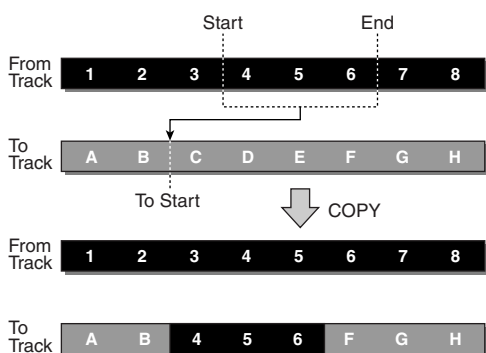 Start End
From Track 1 2 3 4 5 6 7 8
To Track A B C D E F G H
To Start
COPY
From Track 1 2 3 4 5 6 7 8
To Track A B 4 5 6 F G H